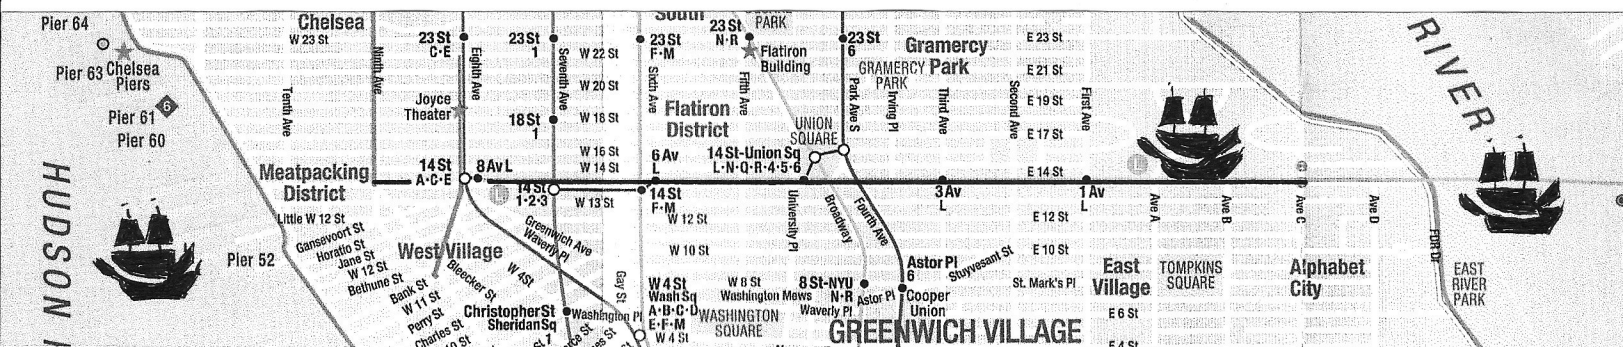 Pier 64
Chelsea
W 23 St
Ninth Ave
23 St
C·E
Eighth Ave
23 St
1
Seventh Ave
W 22 St
South
23 St
F·M
Sixth Ave
23 St
N·R
PARK
Flatiron
Building
Fifth Ave
23 St
6
Park Ave S
Gramercy
Park
GRAMERCY
PARK
Irving Pl
Third Ave
E 23 St
E 21 St
Second Ave
E 19 St
First Ave
E 17 St
E 14 St
RIVER
Pier 63
Chelsea
Piers
6
Pier 61
Pier 60
Tenth Ave
Joyce
Theater
W 20 St
W 18 St
18 St
1
Flatiron
District
UNION
SQUARE
W 16 St
W 14 St
6 Av
L
14 St-Union Sq
L·N·Q·R·4·5·6
Meatpacking
District
14 St
A·C·E
8 Av L
L
14 St
1·2·3
W 13 St
14 St
F·M
W 12 St
3 Av
L
1 Av
L
L
Ave A
Ave B
Ave C
Ave D
FDR Dr
HUDSON
Little W 12 St
Gansevoort St
Horatio St
Jane St
W 12 St
Bethune St
Bank St
W 11 St
Perry St
Charles St
10 St
Pier 52
West Village
Bleecker St
W 4 St
Greenwich Ave
Waverly Pl
Gay St
W 10 St
University Pl
Broadway
Fourth Ave
E 12 St
E 10 St
Stuyvesant St
St. Mark's Pl
Astor Pl
6
Cooper
Union
Astor Pl
8 St-NYU
N·R
W 8 St
Washington Mews
Waverly Pl
W 4 St
Wash Sq
A·B·C·D
E·F·M
W 4 St
WASHINGTON
SQUARE
Christopher St
Sheridan Sq
1
Washington Pl
GREENWICH VILLAGE
East
Village
E 6 St
E 4 St
TOMPKINS
SQUARE
Alphabet
City
EAST
RIVER
PARK